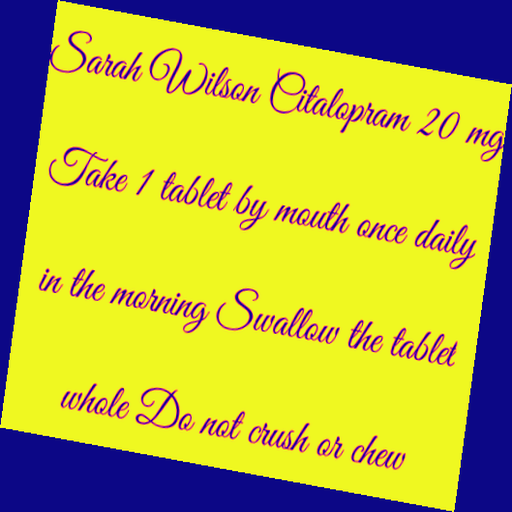 Sarah Wilson Citalopram 20 mg
Take 1 tablet by mouth once daily
in the morning Swallow the tablet
whole Do not crush or chew